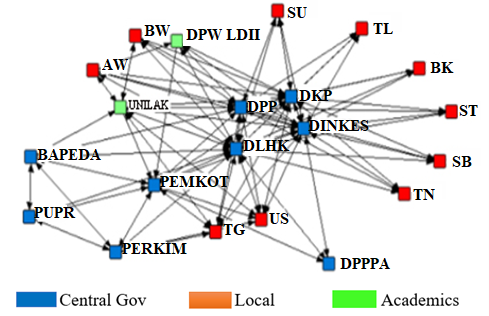 SU
BW
DPW LDII
TL
AW
BK
DKP
UNILAK
DPP
ST
DINKES
DLHK
BAPEDA
SB
PEMKOT
TN
PUPR
US
TG
PERKIM
DPPPA
Central Gov
Local
Academics